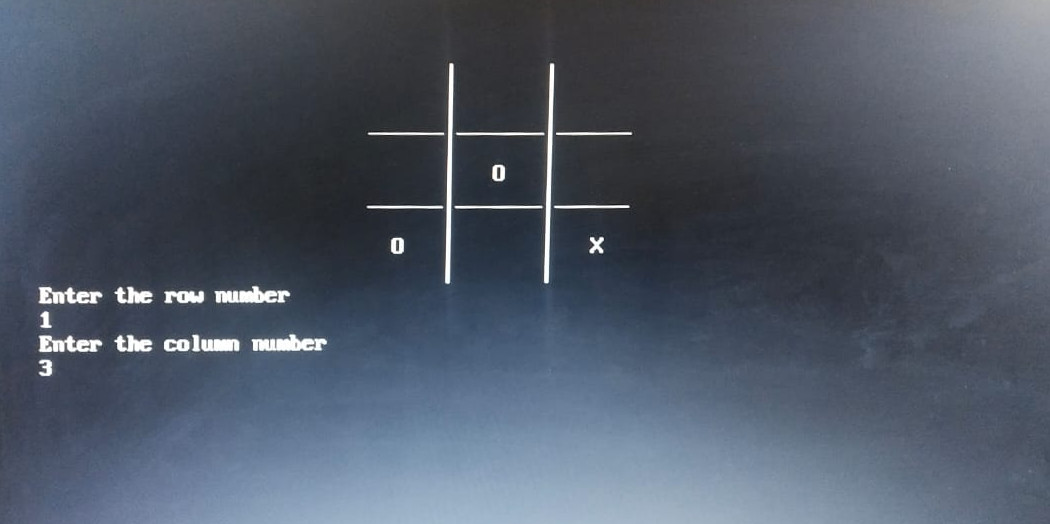 O
O X
Enter the row number
1
Enter the column number
3